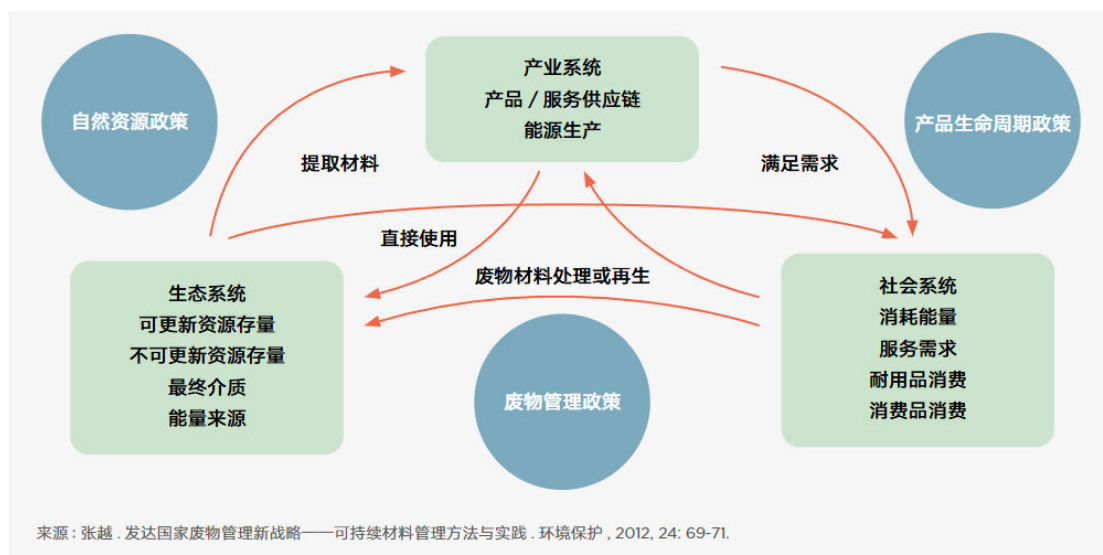 自然资源政策
产业系统
产品 / 服务供应链
能源生产
产品生命周期政策
提取材料
满足需求
直接使用
废物材料处理或再生
生态系统
可更新资源存量
不可更新资源存量
最终介质
能量来源
废物管理政策
社会系统
消耗能量
服务需求
耐用品消费
消费品消费
来源 : 张越 . 发达国家废物管理新战略——可持续材料管理方法与实践 . 环境保护 , 2012, 24: 69-71.